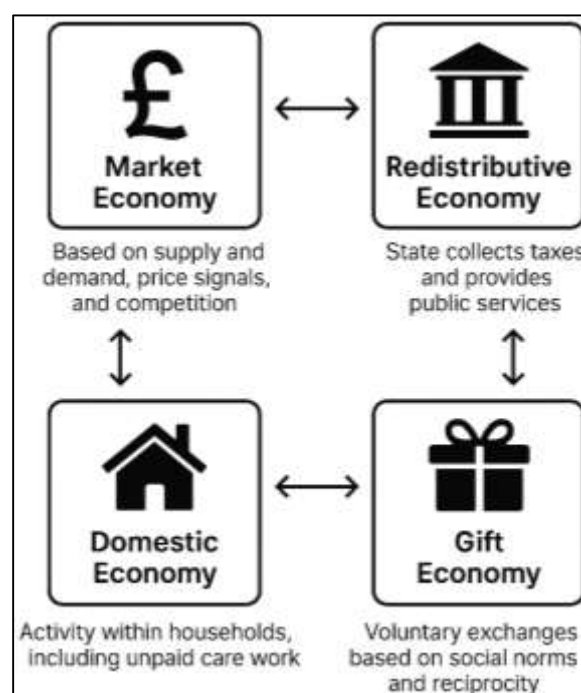 £
Market
Economy
Based on supply and
demand, price signals,
and competition
Redistributive
Economy
State collects taxes
and provides
public services
Domestic
Economy
Activity within households,
including unpaid care work
Gift
Economy
Voluntary exchanges
based on social norms
and reciprocity